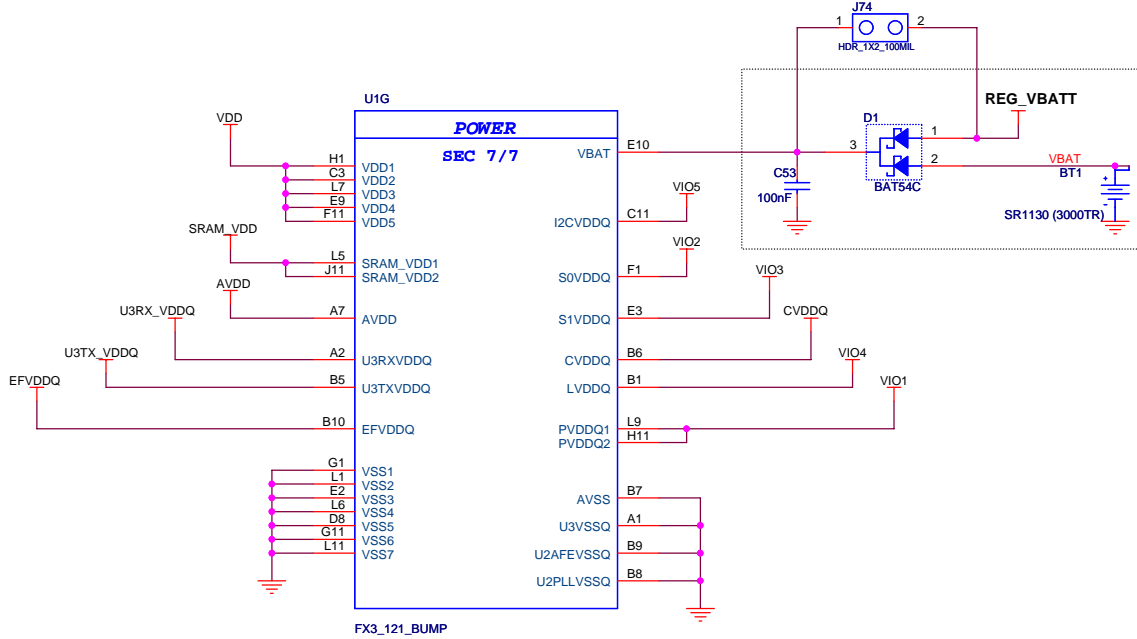 J74
1
2
HDR_1X2_100MIL
U1G
POWER
SEC 7/7
VDD
H1
VDD1
C3
VDD2
L7
VDD3
E9
VDD4
F11
VDD5
SRAM_VDD
L5
SRAM_VDD1
J11
SRAM_VDD2
AVDD
A7
AVDD
U3RX_VDDQ
A2
U3RXVDDQ
U3TX_VDDQ
B5
U3TXVDDQ
EFVDDQ
B10
EFVDDQ
G1
VSS1
L1
VSS2
E2
VSS3
L6
VSS4
D8
VSS5
G11
VSS6
L11
VSS7
VBAT
E10
I2CVDDQ
C11
VIO5
S0VDDQ
F1
VIO2
S1VDDQ
E3
VIO3
CVDDQ
B6
CVDDQ
LVDDQ
B1
VIO4
PVDDQ1
L9
PVDDQ2
H11
VIO1
AVSS
B7
U3VSSQ
A1
U2AFEVSSQ
B9
U2PLLVSSQ
B8
FX3_121_BUMP
C53
100nF
REG_VBATT
D1
3
1
2
BAT54C
VBAT
BT1
+
-
SR1130 (3000TR)